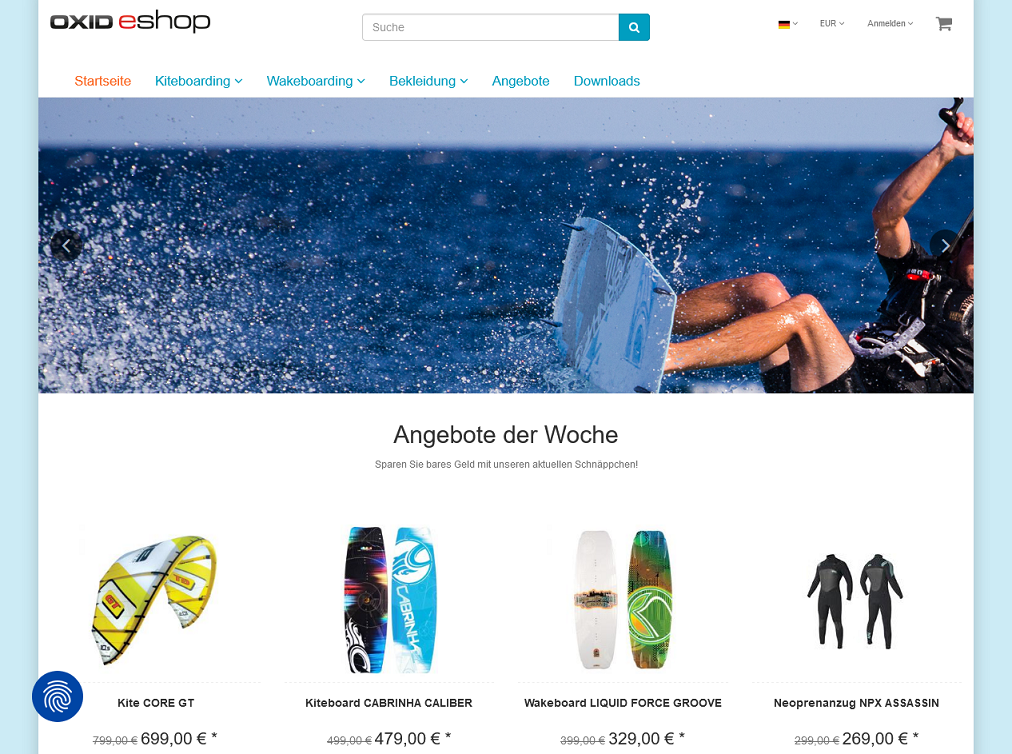 OXID eshop
Suche
EUR
Anmelden
Startseite
Kiteboarding
Wakeboarding
Bekleidung
Angebote
Downloads
Angebote der Woche
Sparen Sie bares Geld mit unseren aktuellen Schnäppchen!
GT
CABRINHA
Kite CORE GT
Kiteboard CABRINHA CALIBER
Wakeboard LIQUID FORCE GROOVE
Neoprenanzug NPX ASSASSIN
799,00 € 699,00 € *
499,00 € 479,00 € *
399,00 € 329,00 € *
299,00 € 269,00 € *